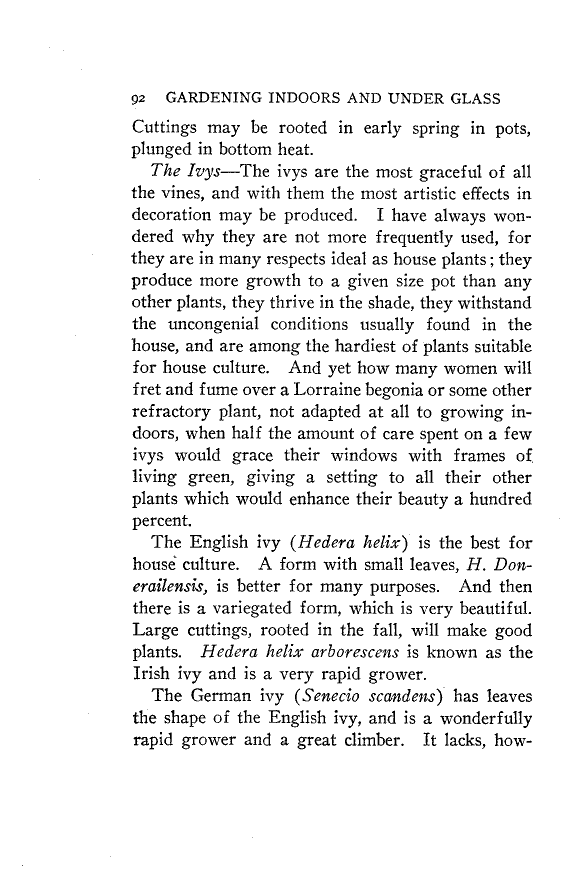 92 GARDENING INDOORS AND UNDER GLASS
Cuttings may be rooted in early spring in pots,
plunged in bottom heat.
The Ivys—The ivys are the most graceful of all
the vines, and with them the most artistic effects in
decoration may be produced. I have always won-
dered why they are not more frequently used, for
they are in many respects ideal as house plants; they
produce more growth to a given size pot than any
other plants, they thrive in the shade, they withstand
the uncongenial conditions usually found in the
house, and are among the hardiest of plants suitable
for house culture. And yet how many women will
fret and fume over a Lorraine begonia or some other
refractory plant, not adapted at all to growing in-
doors, when half the amount of care spent on a few
ivys would grace their windows with frames of
living green, giving a setting to all their other
plants which would enhance their beauty a hundred
percent.
The English ivy (Hedera helix) is the best for
house culture. A form with small leaves, H. Don-
erailensis, is better for many purposes. And then
there is a variegated form, which is very beautiful.
Large cuttings, rooted in the fall, will make good
plants. Hedera helix arborescens is known as the
Irish ivy and is a very rapid grower.
The German ivy (Senecio scandens) has leaves
the shape of the English ivy, and is a wonderfully
rapid grower and a great climber. It lacks, how-